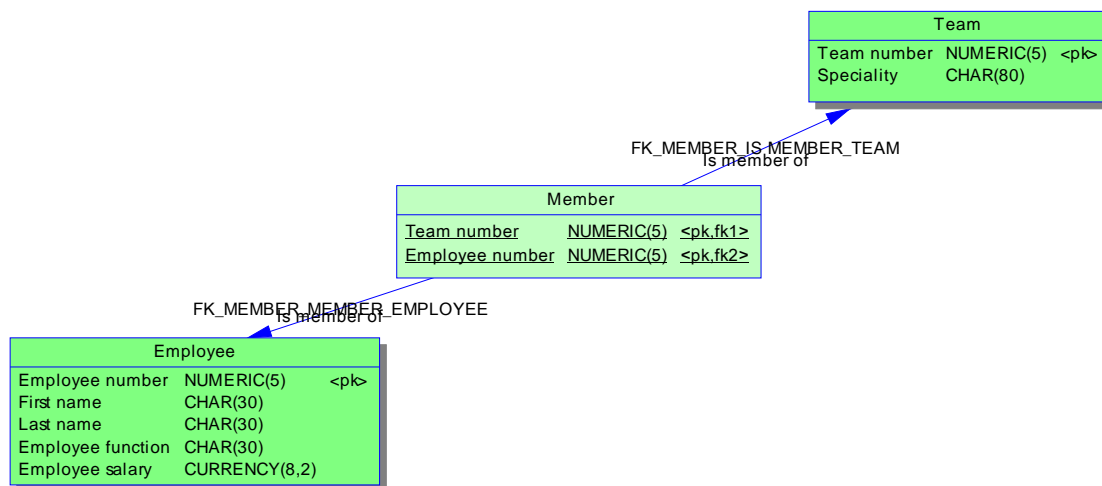 Team
Team number NUMERIC(5) <pk>
Speciality CHAR(80)
FK_MEMBER_IS MEMBER_TEAM
Is member of
Member
Team number NUMERIC(5) <pk,fk1>
Employee number NUMERIC(5) <pk,fk2>
FK_MEMBER_MEMBER_EMPLOYEE
Is member of
Employee
Employee number NUMERIC(5) <pk>
First name CHAR(30)
Last name CHAR(30)
Employee function CHAR(30)
Employee salary CURRENCY(8,2)